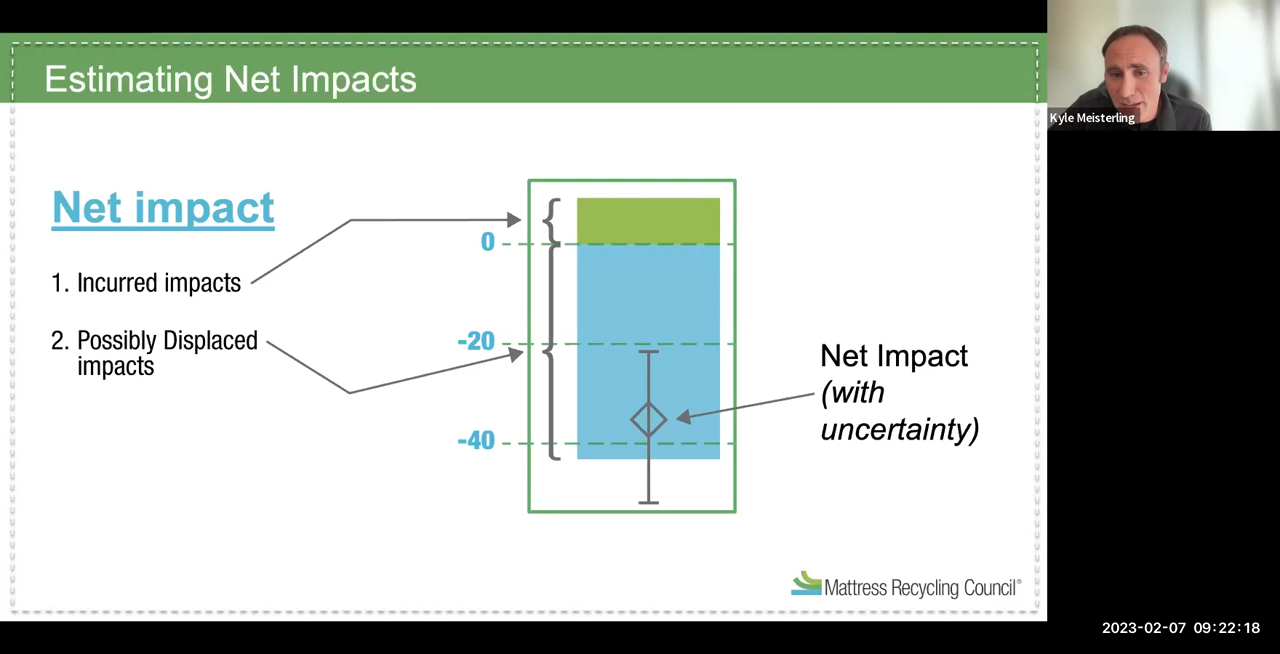 Estimating Net Impacts
Kyle Meisterling
Net impact
1. Incurred impacts
2. Possibly Displaced
impacts
0
-20
-40
Net Impact
(with
uncertainty)
Mattress Recycling Council®
2023-02-07 09:22:18